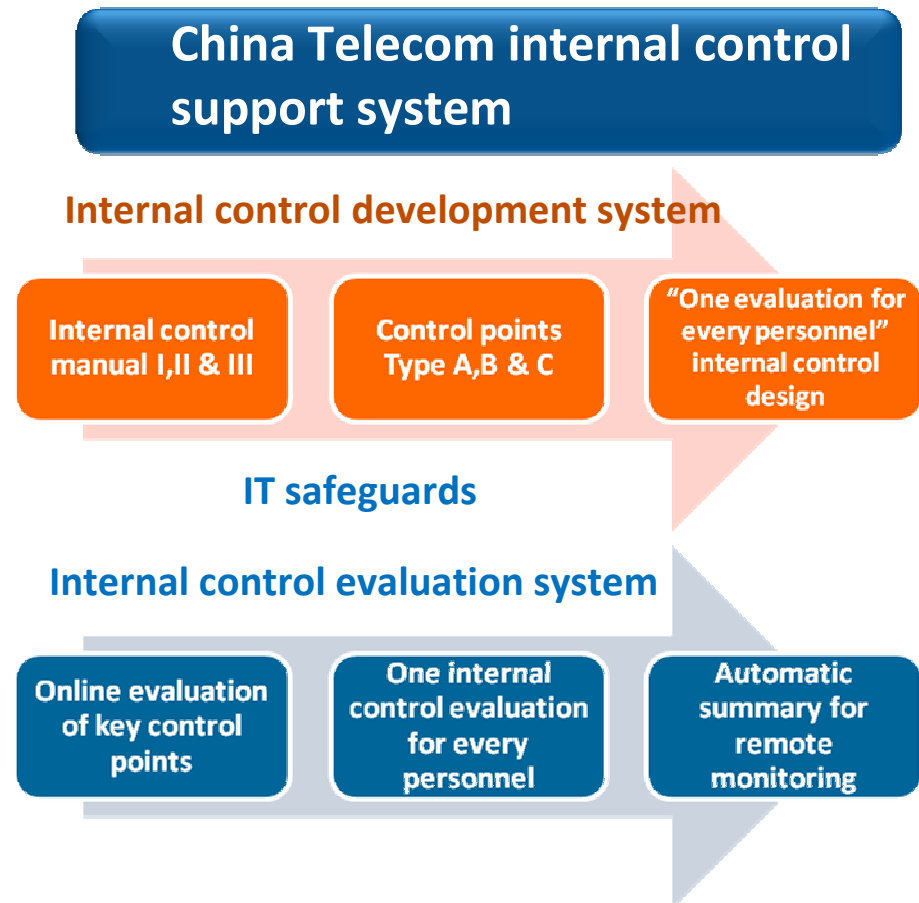 China Telecom internal control
support system
Internal control development system
Internal control
manual I,II & III
Control points
Type A,B & C
“One evaluation for
every personnel”
internal control
design
IT safeguards
Internal control evaluation system
Online evaluation
of key control
points
One internal
control evaluation
for every
personnel
Automatic
summary for
remote
monitoring